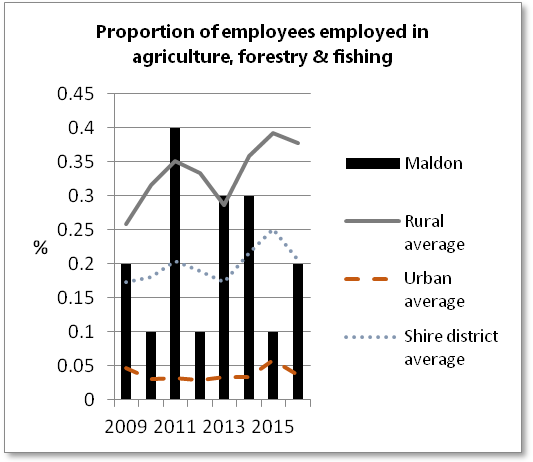 Proportion of employees employed in
agriculture, forestry & fishing
0.45
0.4
0.35
0.3
0.25
0.2
0.15
0.1
0.05
0
%
2009 2011 2013 2015
Maldon
Rural
average
Urban
average
Shire district
average